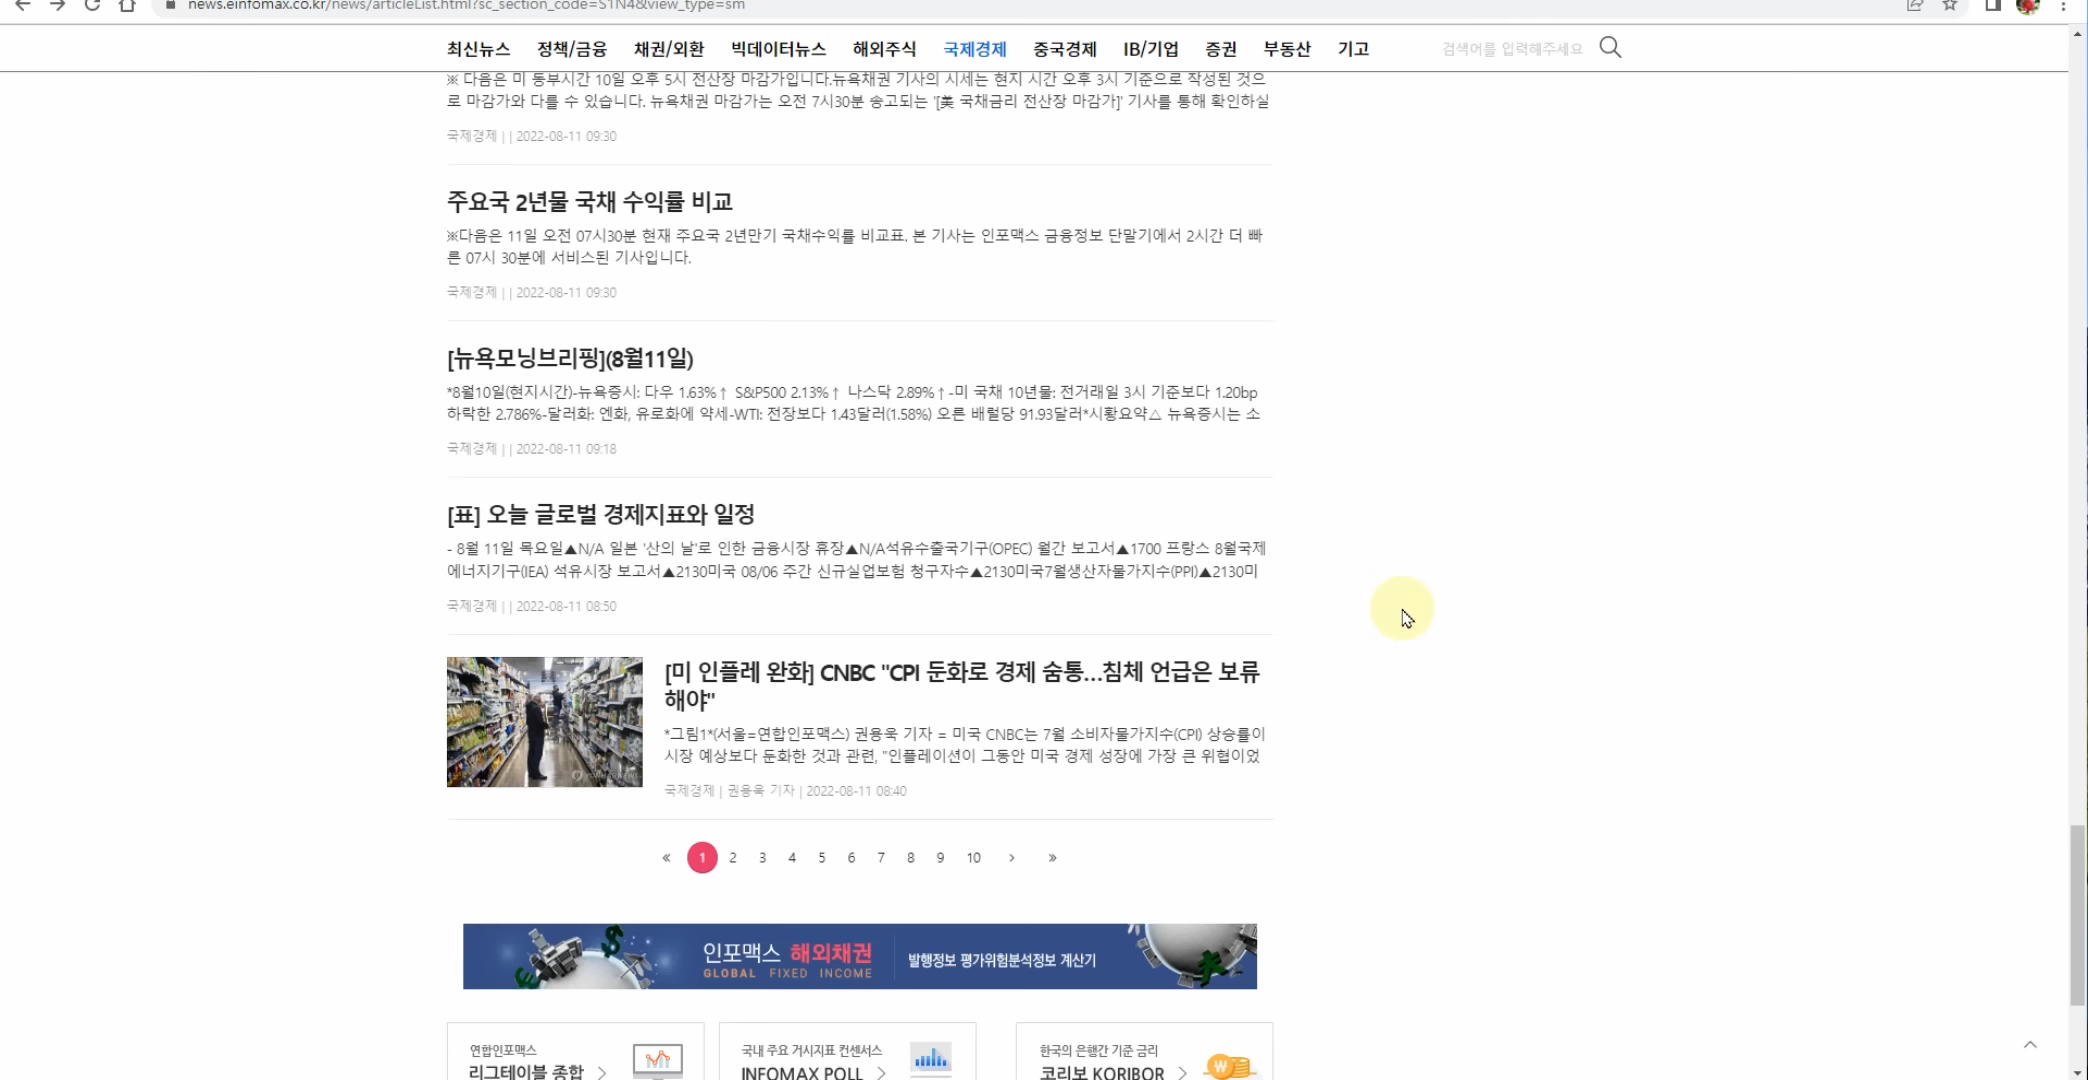 news.einfomax.co.kr/news/articleList.html?sc_section_code=S1N4&view_type=sm
최신뉴스 정책/금융 채권/외환 빅데이터뉴스 해외주식 국제경제 중국경제 IB/기업 증권 부동산 기고 검색어를 입력해주세요
※ 다음은 미 동부시간 10일 오후 5시 전산장 마감가입니다.뉴욕채권 기사의 시세는 현지 시간 오후 3시 기준으로 작성된 것으
로 마감가와 다를 수 있습니다. 뉴욕채권 마감가는 오전 7시30분 송고되는 '[美 국채금리 전산장 마감가]' 기사를 통해 확인하실
국제경제 | | 2022-08-11 09:30
주요국 2년물 국채 수익률 비교
※다음은 11일 오전 07시30분 현재 주요국 2년만기 국채수익률 비교표. 본 기사는 인포맥스 금융정보 단말기에서 2시간 더 빠
른 07시 30분에 서비스된 기사입니다.
국제경제 | | 2022-08-11 09:30
[뉴욕모닝브리핑](8월11일)
*8월10일(현지시간)-뉴욕증시: 다우 1.63%↑ S&P500 2.13%↑ 나스닥 2.89%↑-미 국채 10년물: 전거래일 3시 기준보다 1.20bp
하락한 2.786%-달러화: 엔화, 유로화에 약세-WTI: 전장보다 1.43달러(1.58%) 오른 배럴당 91.93달러*시황요약△ 뉴욕증시는 소
국제경제 | | 2022-08-11 09:18
[표] 오늘 글로벌 경제지표와 일정
- 8월 11일 목요일▲N/A 일본 '산의 날'로 인한 금융시장 휴장▲N/A석유수출국기구(OPEC) 월간 보고서▲1700 프랑스 8월국제
에너지기구(IEA) 석유시장 보고서▲2130미국 08/06 주간 신규실업보험 청구자수▲2130미국7월생산자물가지수(PPI)▲2130미
국제경제 | | 2022-08-11 08:50
[미 인플레 완화] CNBC "CPI 둔화로 경제 숨통…침체 언급은 보류
해야"
*그림1*(서울=연합인포맥스) 권용욱 기자 = 미국 CNBC는 7월 소비자물가지수(CPI) 상승률이
시장 예상보다 둔화한 것과 관련, "인플레이션이 그동안 미국 경제 성장에 가장 큰 위협이었
국제경제 | 권용욱 기자 | 2022-08-11 08:40
« 1 2 3 4 5 6 7 8 9 10 › »
인포맥스 해외채권 발행정보 평가위험분석정보 계산기
GLOBAL FIXED INCOME
연합인포맥스
리그테이블 종합
국내 주요 거시지표 컨센서스
INFOMAX POLL
한국의 은행간 기준 금리
코리보 KORIBOR